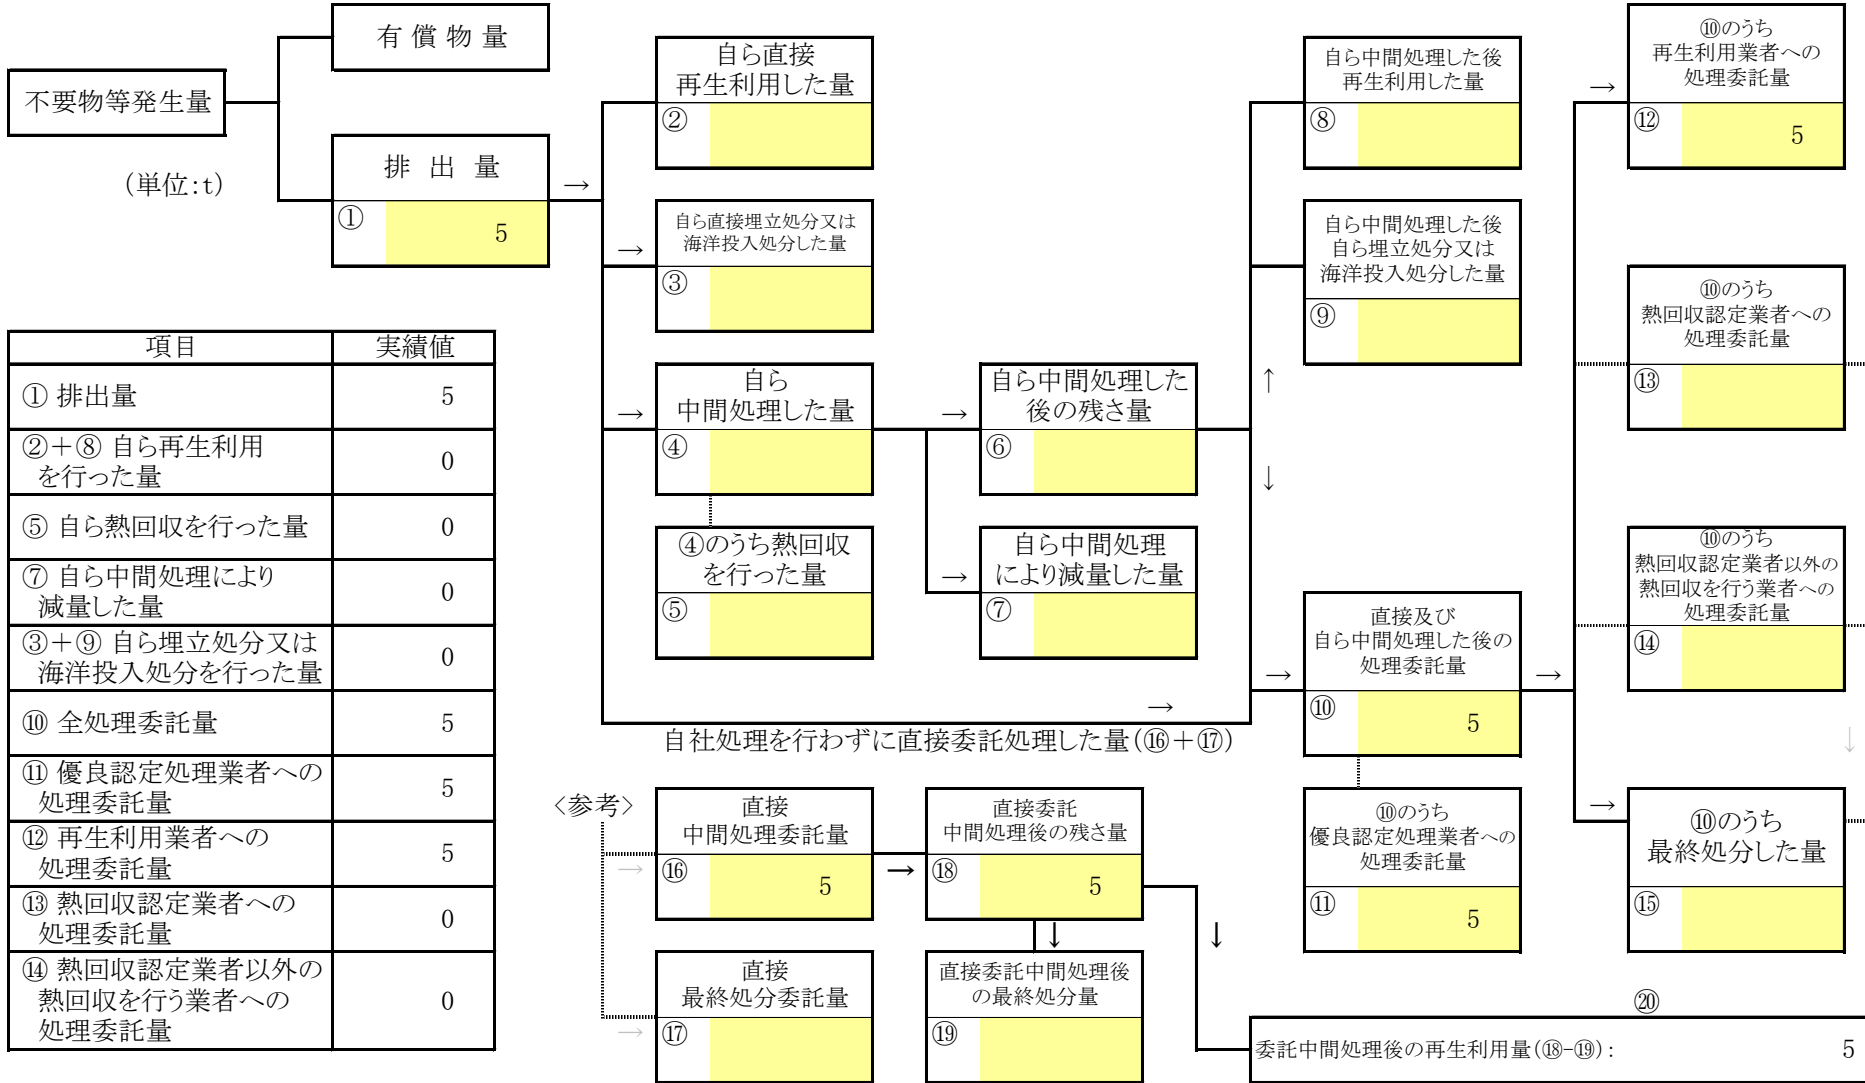 有償物量
不要物等発生量
(単位:t)
排出量
①
5
→
自ら直接
再生利用した量
②
→
自ら直接埋立処分又は
海洋投入処分した量
③
→
自ら
中間処理した量
④
④のうち熱回収
を行った量
⑤
→
自ら中間処理した
後の残さ量
⑥
→
自ら中間処理
により減量した量
⑦
自ら中間処理した後
再生利用した量
⑧
自ら中間処理した後
自ら埋立処分又は
海洋投入処分した量
⑨
↑
↓
→
直接及び
自ら中間処理した後の
処理委託量
⑩
5
→
⑩のうち
優良認定処理業者への
処理委託量
⑪
5
→
⑩のうち
再生利用業者への
処理委託量
⑫
5
⑩のうち
熱回収認定業者への
処理委託量
⑬
⑩のうち
熱回収認定業者以外の
熱回収を行う業者への
処理委託量
⑭
↓
→
⑩のうち
最終処分した量
⑮
→
自社処理を行わずに直接委託処理した量(⑯+⑰)
<参考>
→
直接
中間処理委託量
⑯
5
→
直接委託
中間処理後の残さ量
⑱
5
↓
↓
→
直接
最終処分委託量
⑰
直接委託中間処理後
の最終処分量
⑲
⑳
委託中間処理後の再生利用量(⑱-⑲):
5
項目 実績値
① 排出量 5
②+⑧ 自ら再生利用
を行った量 0
⑤ 自ら熱回収を行った量 0
⑦ 自ら中間処理により
減量した量 0
③+⑨ 自ら埋立処分又は
海洋投入処分を行った量 0
⑩ 全処理委託量 5
⑪ 優良認定処理業者への
処理委託量 5
⑫ 再生利用業者への
処理委託量 5
⑬ 熱回収認定業者への
処理委託量 0
⑭ 熱回収認定業者以外の
熱回収を行う業者への
処理委託量 0